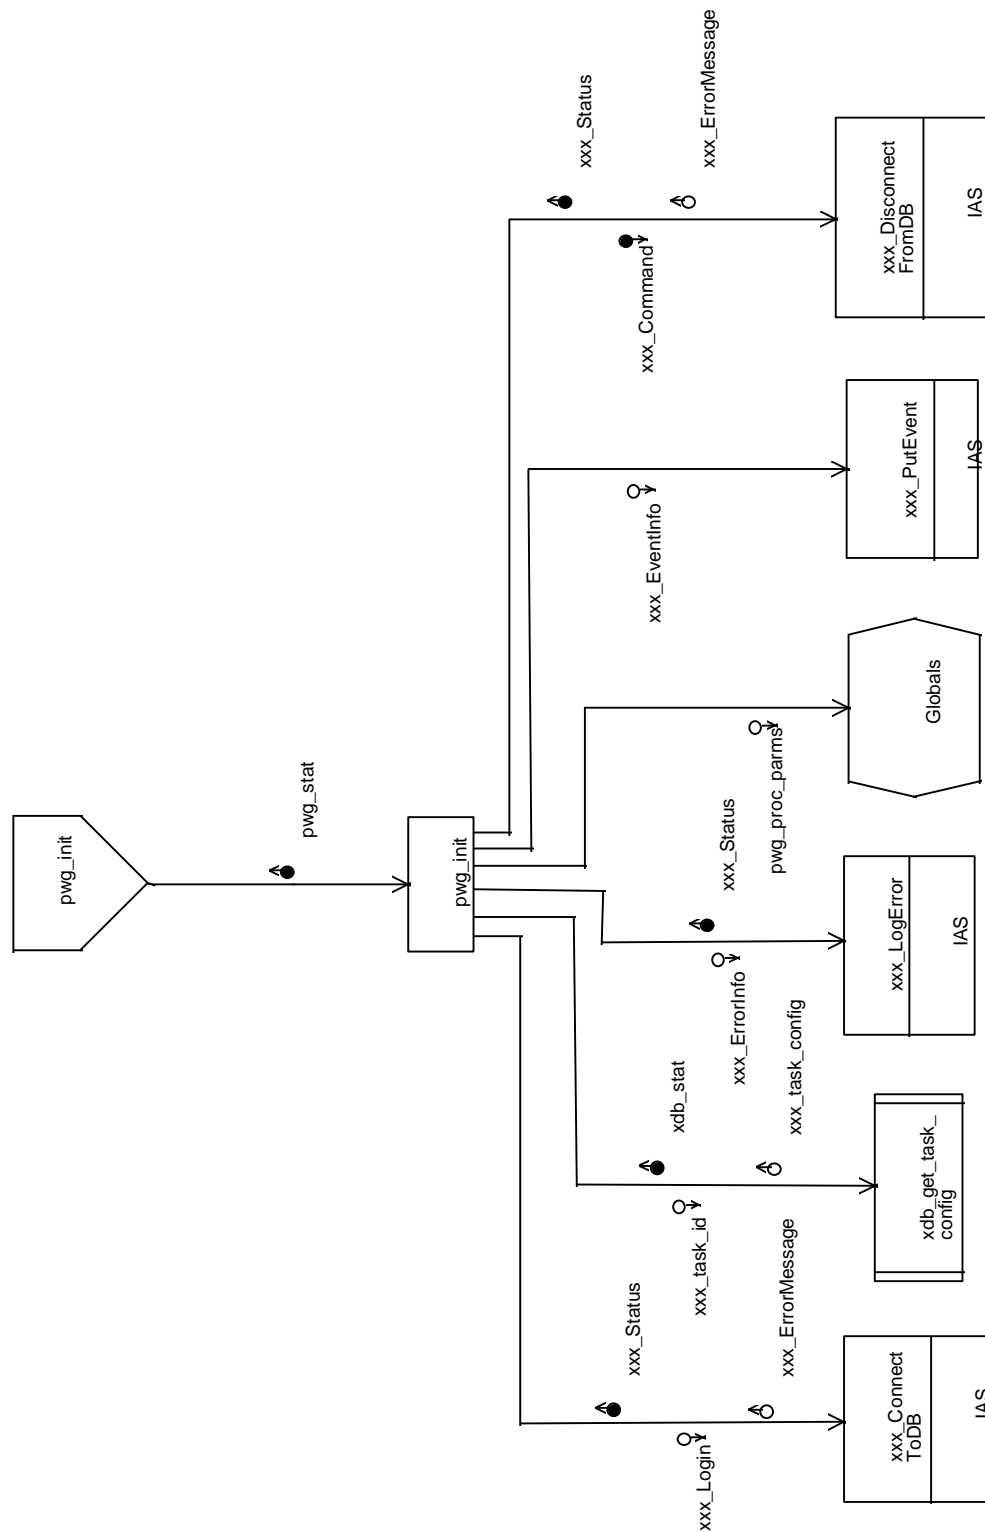 pwg_init
pwg_stat
pwg_init
xxx_Status
xxx_Login
xxx_ErrorMessage
xxx_Connect
ToDB
IAS
xdb_stat
xxx_task_id
xxx_task_config
xdb_get_task_
config
xxx_Status
xxx_ErrorInfo
xxx_LogError
IAS
pwg_proc_parms
Globals
xxx_EventInfo
xxx_PutEvent
IAS
xxx_Status
xxx_Command
xxx_ErrorMessage
xxx_Disconnect
FromDB
IAS